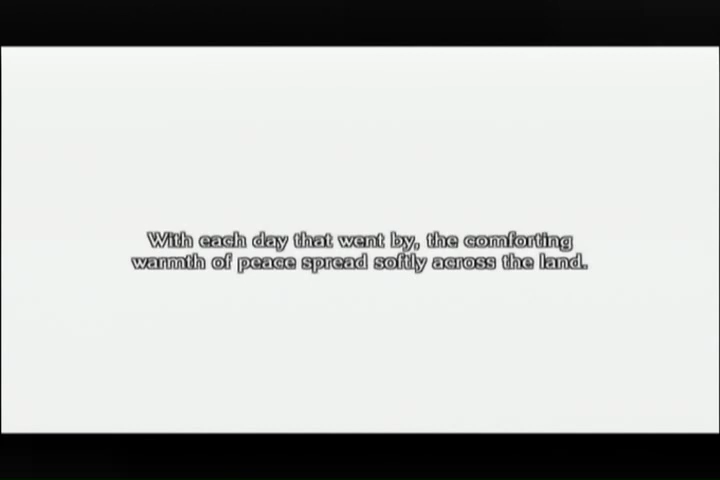 With each day that went by, the comforting
warmth of peace spread softly across the land.